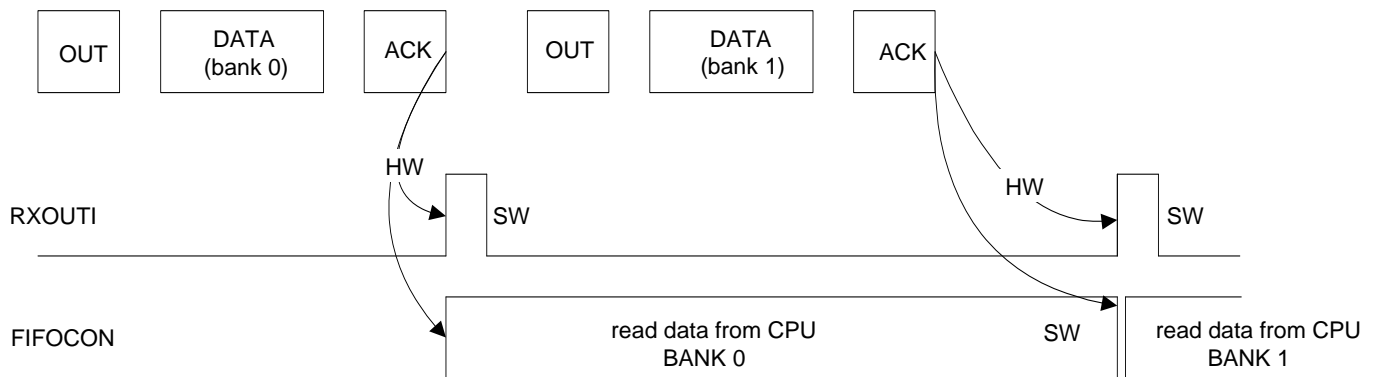 OUT
DATA
(bank 0)
ACK
OUT
DATA
(bank 1)
ACK
HW
HW
RXOUTI
SW
SW
FIFOCON
read data from CPU
BANK 0
SW
read data from CPU
BANK 1